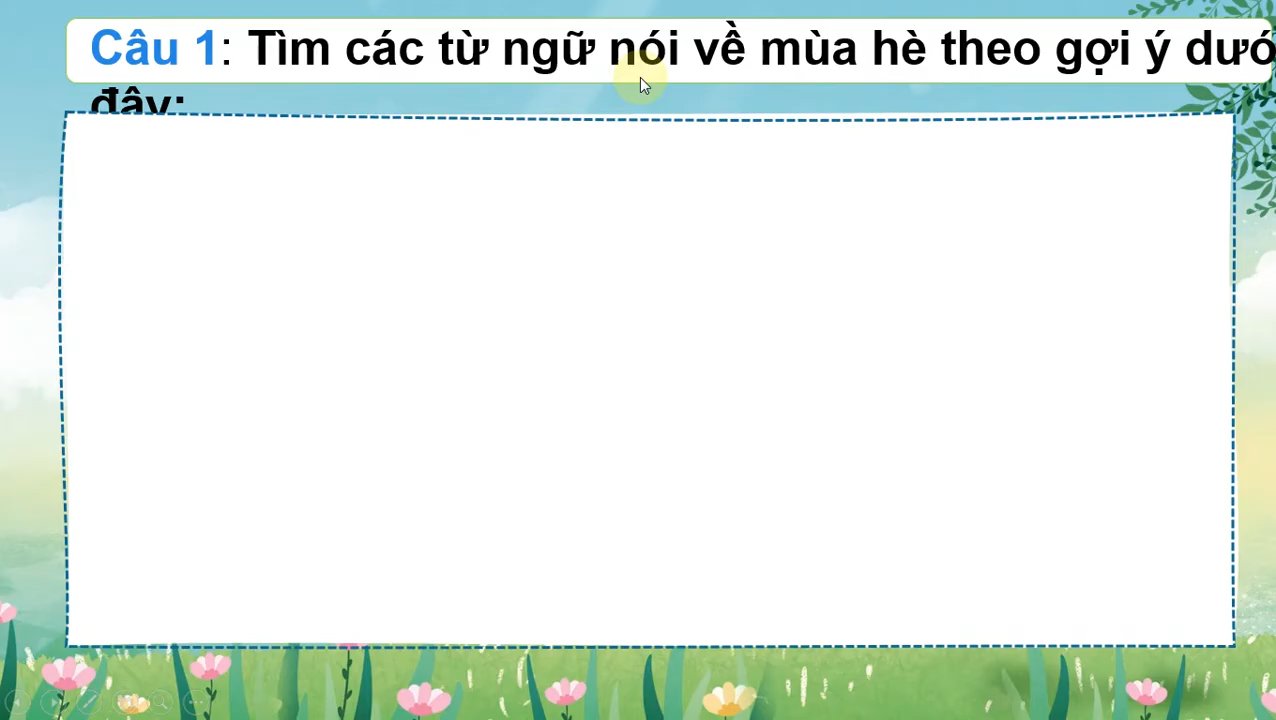 Câu 1: Tìm các từ ngữ nói về mùa hè theo gợi ý dướ
đây: